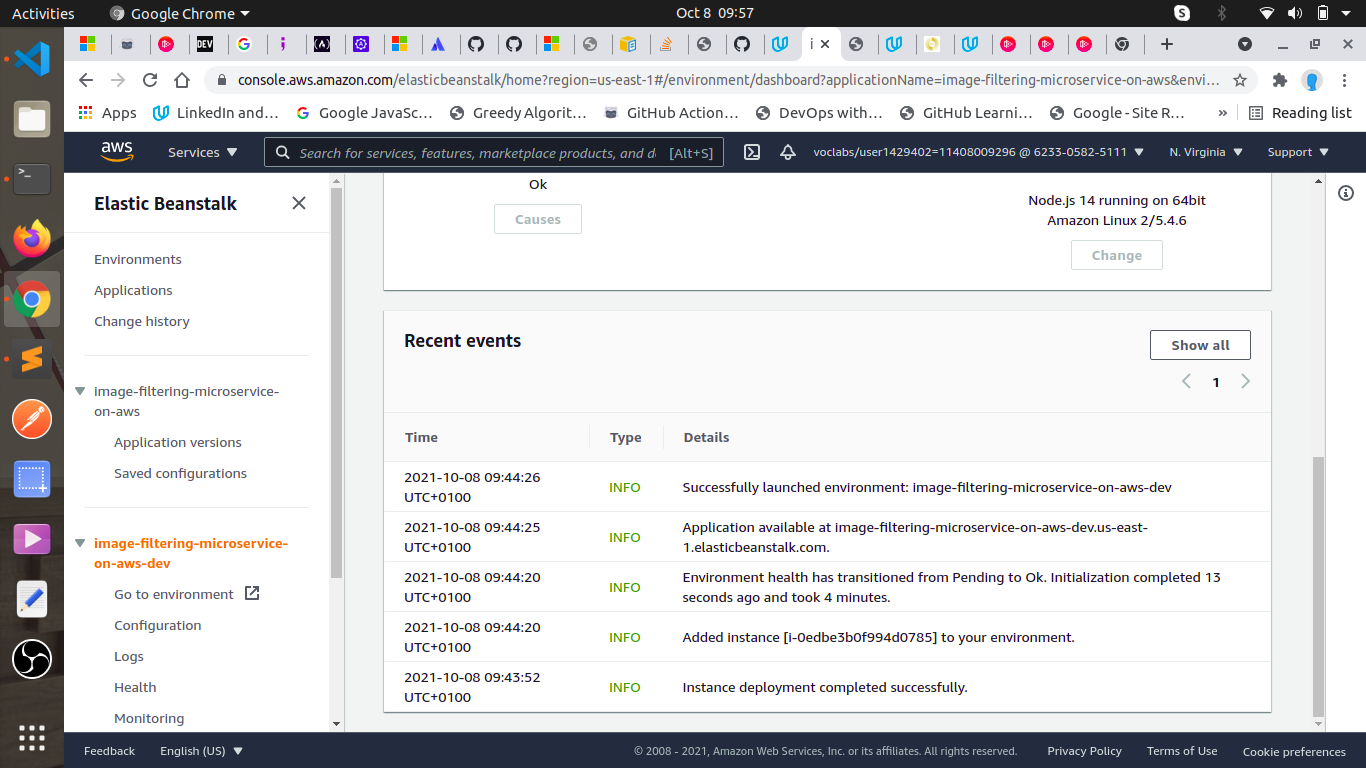 Activities
Google Chrome
Oct 8 09:57
S
DEV
(A)
i
console.aws.amazon.com/elasticbeanstalk/home?region=us-east-1#/environment/dashboard?applicationName=image-filtering-microservice-on-aws&envi...
Apps
LinkedIn and...
Google JavaSc...
Greedy Algorit...
GitHub Action...
DevOps with...
GitHub Learni...
Google - Site R...
»
Reading list
aws
Services
Search for services, features, marketplace products, and d
[Alt+S]
voclabs/user1429402=11408009296 @ 6233-0582-5111
N. Virginia
Support
Elastic Beanstalk
Environments
Applications
Change history
image-filtering-microservice-
on-aws
Application versions
Saved configurations
image-filtering-microservice-
on-aws-dev
Go to environment
Configuration
Logs
Health
Monitoring
Ok
Causes
Node.js 14 running on 64bit
Amazon Linux 2/5.4.6
Change
Recent events
Show all
1
Time Type Details
2021-10-08 09:44:26
UTC+0100
INFO
Successfully launched environment: image-filtering-microservice-on-aws-dev
2021-10-08 09:44:25
UTC+0100
INFO
Application available at image-filtering-microservice-on-aws-dev.us-east-
1.elasticbeanstalk.com.
2021-10-08 09:44:20
UTC+0100
INFO
Environment health has transitioned from Pending to Ok. Initialization completed 13
seconds ago and took 4 minutes.
2021-10-08 09:44:20
UTC+0100
INFO
Added instance [i-0edbe3b0f994d0785] to your environment.
2021-10-08 09:43:52
UTC+0100
INFO
Instance deployment completed successfully.
Feedback
English (US)
© 2008 - 2021, Amazon Web Services, Inc. or its affiliates. All rights reserved.
Privacy Policy
Terms of Use
Cookie preferences